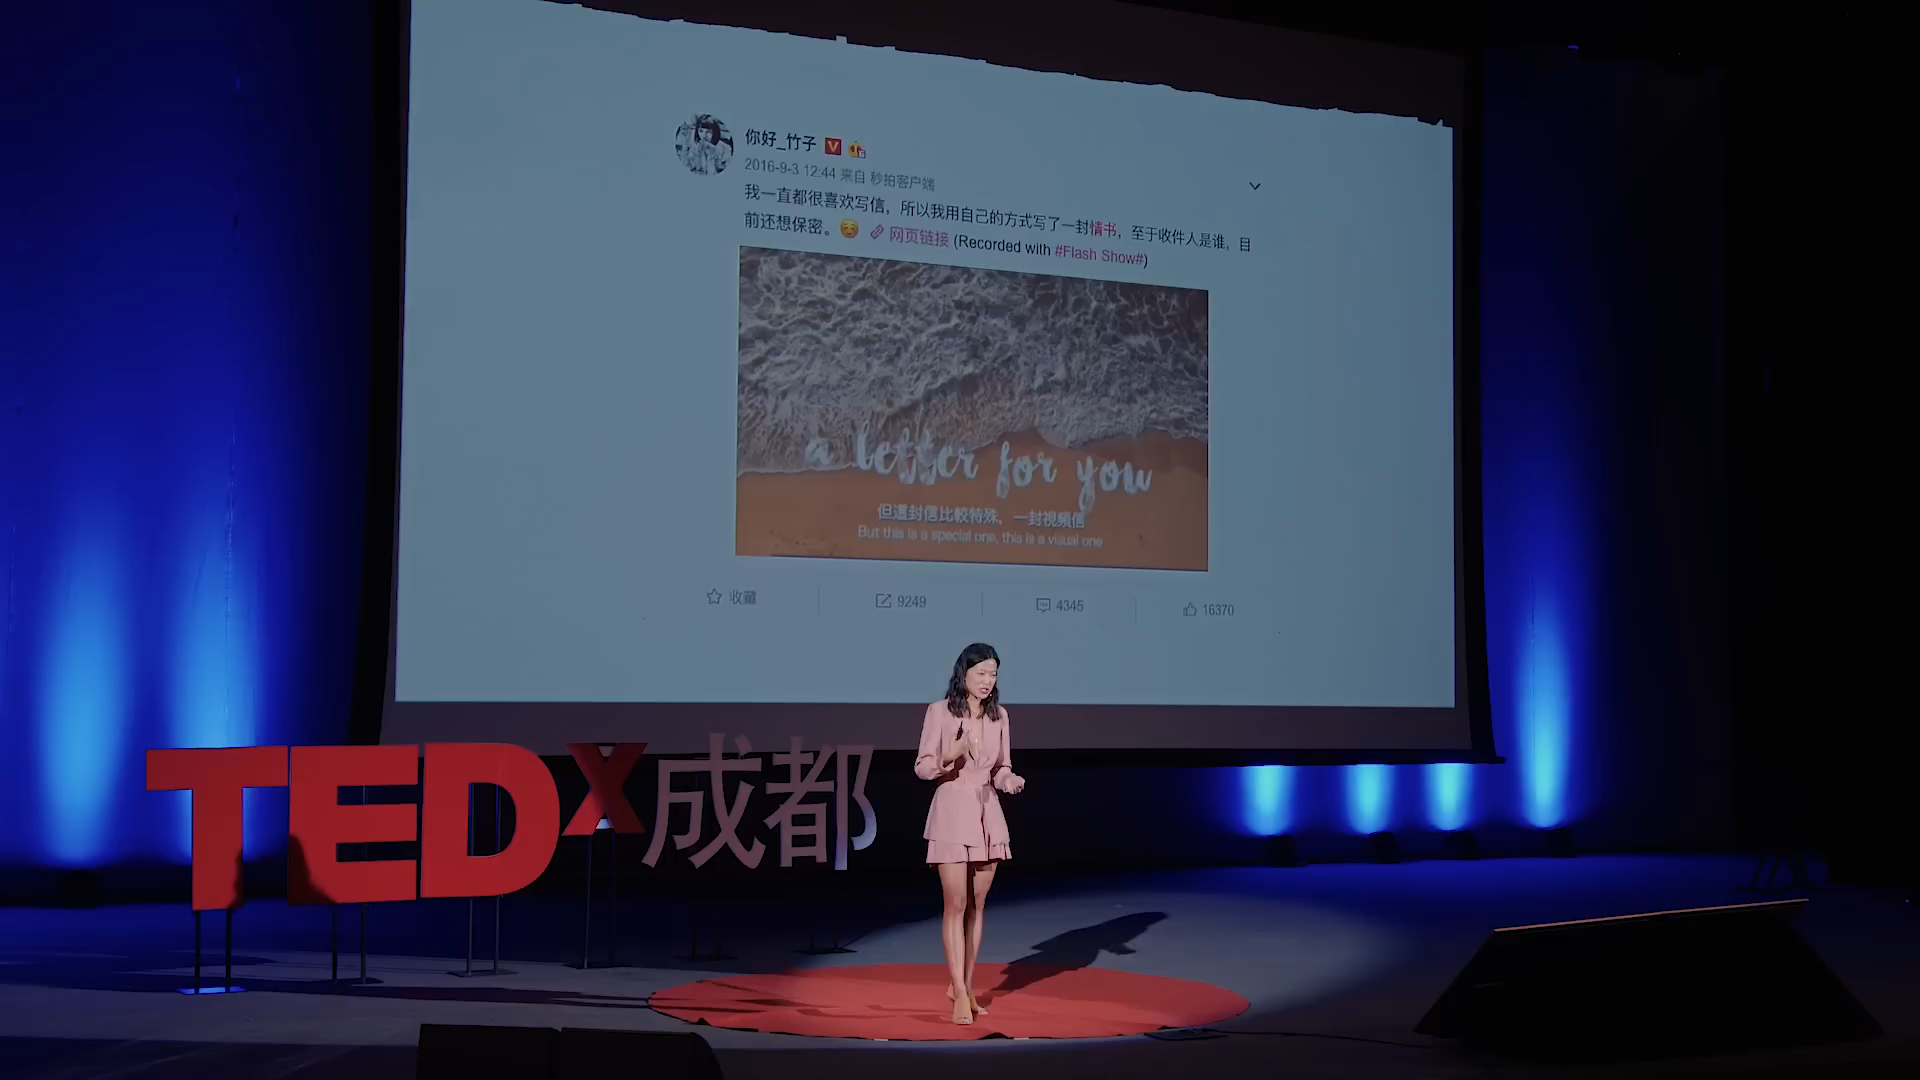 你好_竹子
2016-9-3 12:44 来自 秒拍客户端
我一直都很喜欢写信，所以我用自己的方式写了一封情书，至于收件人是谁，目
前还想保密。😊 网页链接 (Recorded with #Flash Show#)
a letter for you
但這封信比較特殊，一封視頻信
But this is a special one, this is a visual one
收藏 9249 4345 16370
TEDx成都